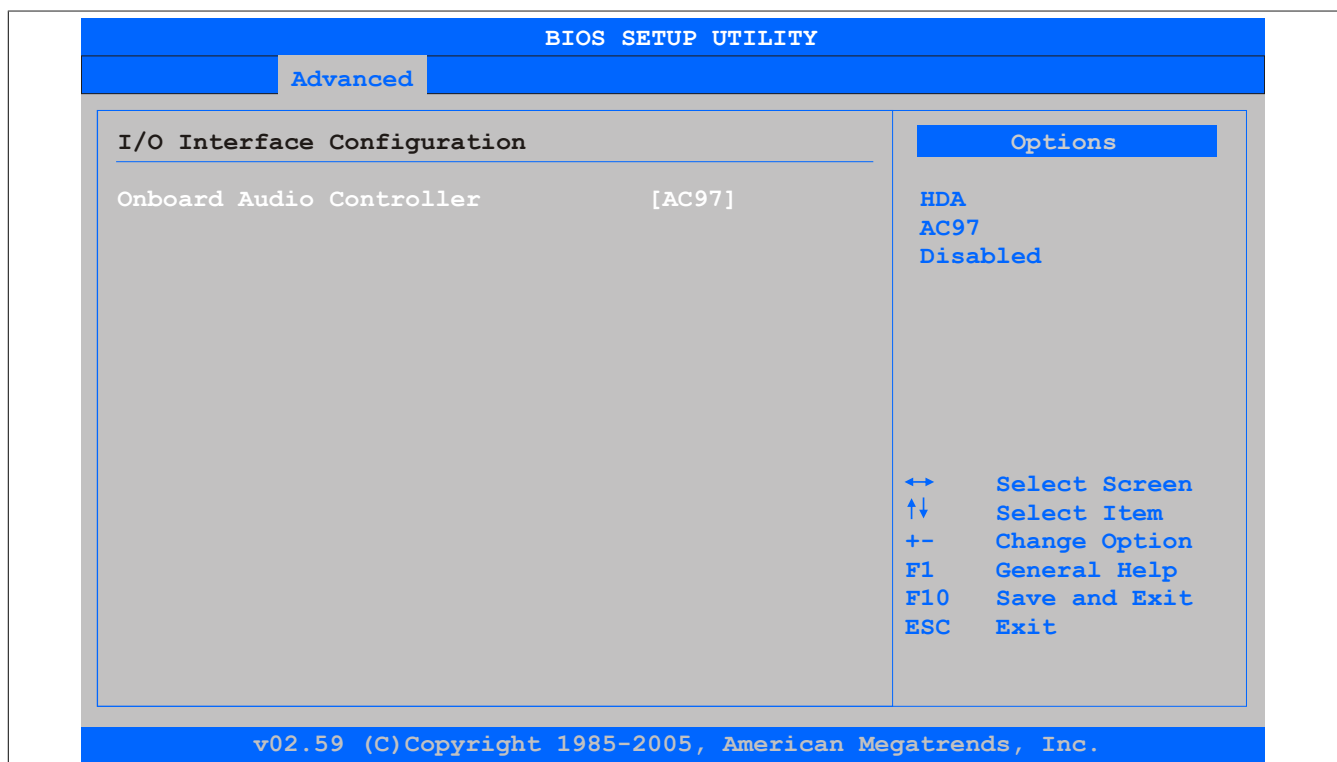 BIOS SETUP UTILITY
Advanced
I/O Interface Configuration
Onboard Audio Controller [AC97]
Options
HDA
AC97
Disabled
↔ Select Screen
↑↓ Select Item
+- Change Option
F1 General Help
F10 Save and Exit
ESC Exit
v02.59 (C)Copyright 1985-2005, American Megatrends, Inc.